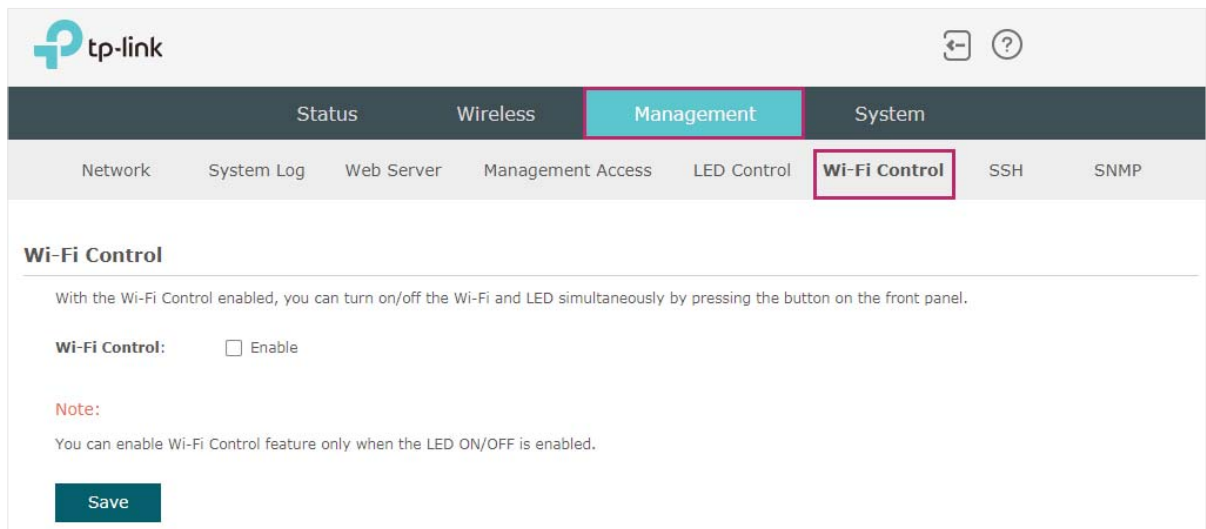 tp-link
?
Status Wireless Management System
Network System Log Web Server Management Access LED Control Wi-Fi Control SSH SNMP
Wi-Fi Control
With the Wi-Fi Control enabled, you can turn on/off the Wi-Fi and LED simultaneously by pressing the button on the front panel.
Wi-Fi Control: Enable
Note:
You can enable Wi-Fi Control feature only when the LED ON/OFF is enabled.
Save